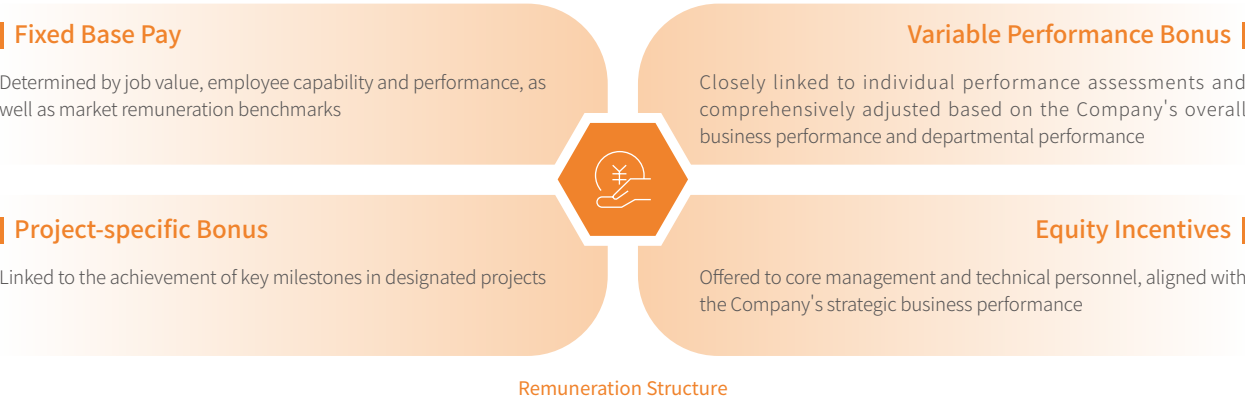 Fixed Base Pay
Determined by job value, employee capability and performance, as
well as market remuneration benchmarks
Variable Performance Bonus
Closely linked to individual performance assessments and
comprehensively adjusted based on the Company's overall
business performance and departmental performance
¥
Project-specific Bonus
Linked to the achievement of key milestones in designated projects
Equity Incentives
Offered to core management and technical personnel, aligned with
the Company's strategic business performance
Remuneration Structure